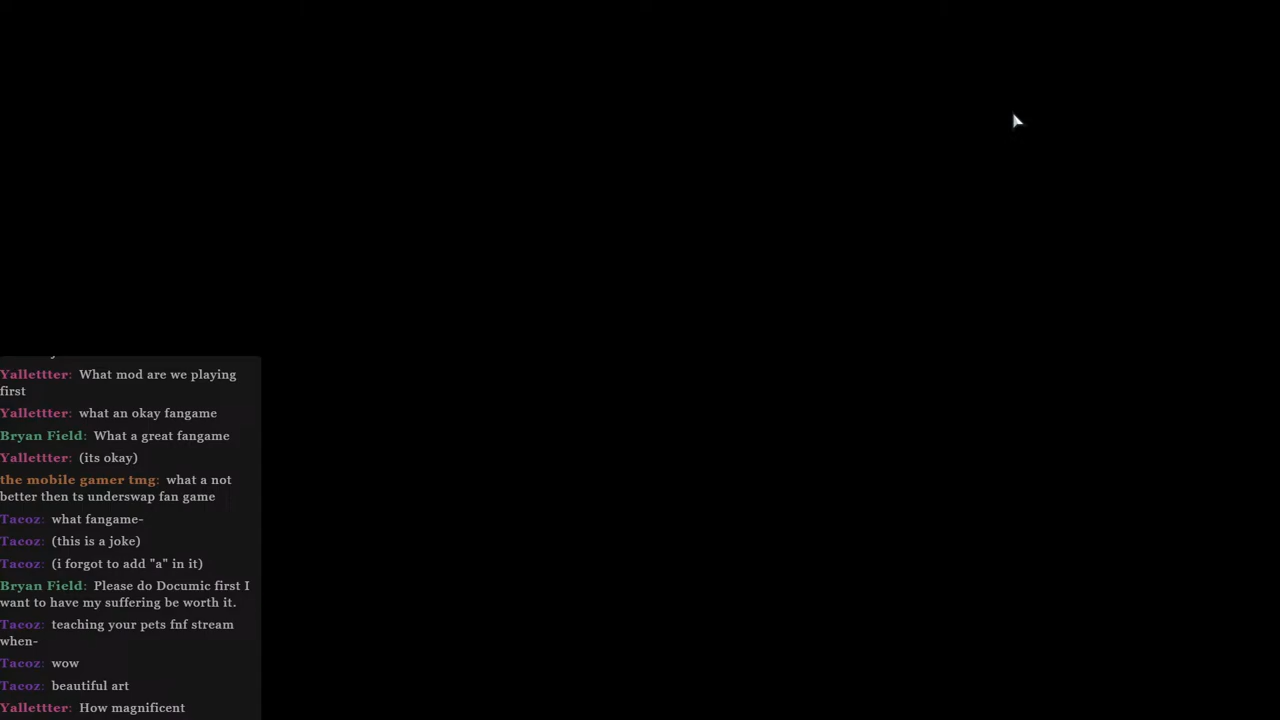 Yallettter: What mod are we playing
first
Yallettter: what an okay fangame
Bryan Field: What a great fangame
Yallettter: (its okay)
the mobile gamer tmg: what a not
better then ts underswap fan game
Tacoz: what fangame-
Tacoz: (this is a joke)
Tacoz: (i forgot to add "a" in it)
Bryan Field: Please do Documic first I
want to have my suffering be worth it.
Tacoz: teaching your pets fnf stream
when-
Tacoz: wow
Tacoz: beautiful art
Yallettter: How magnificent